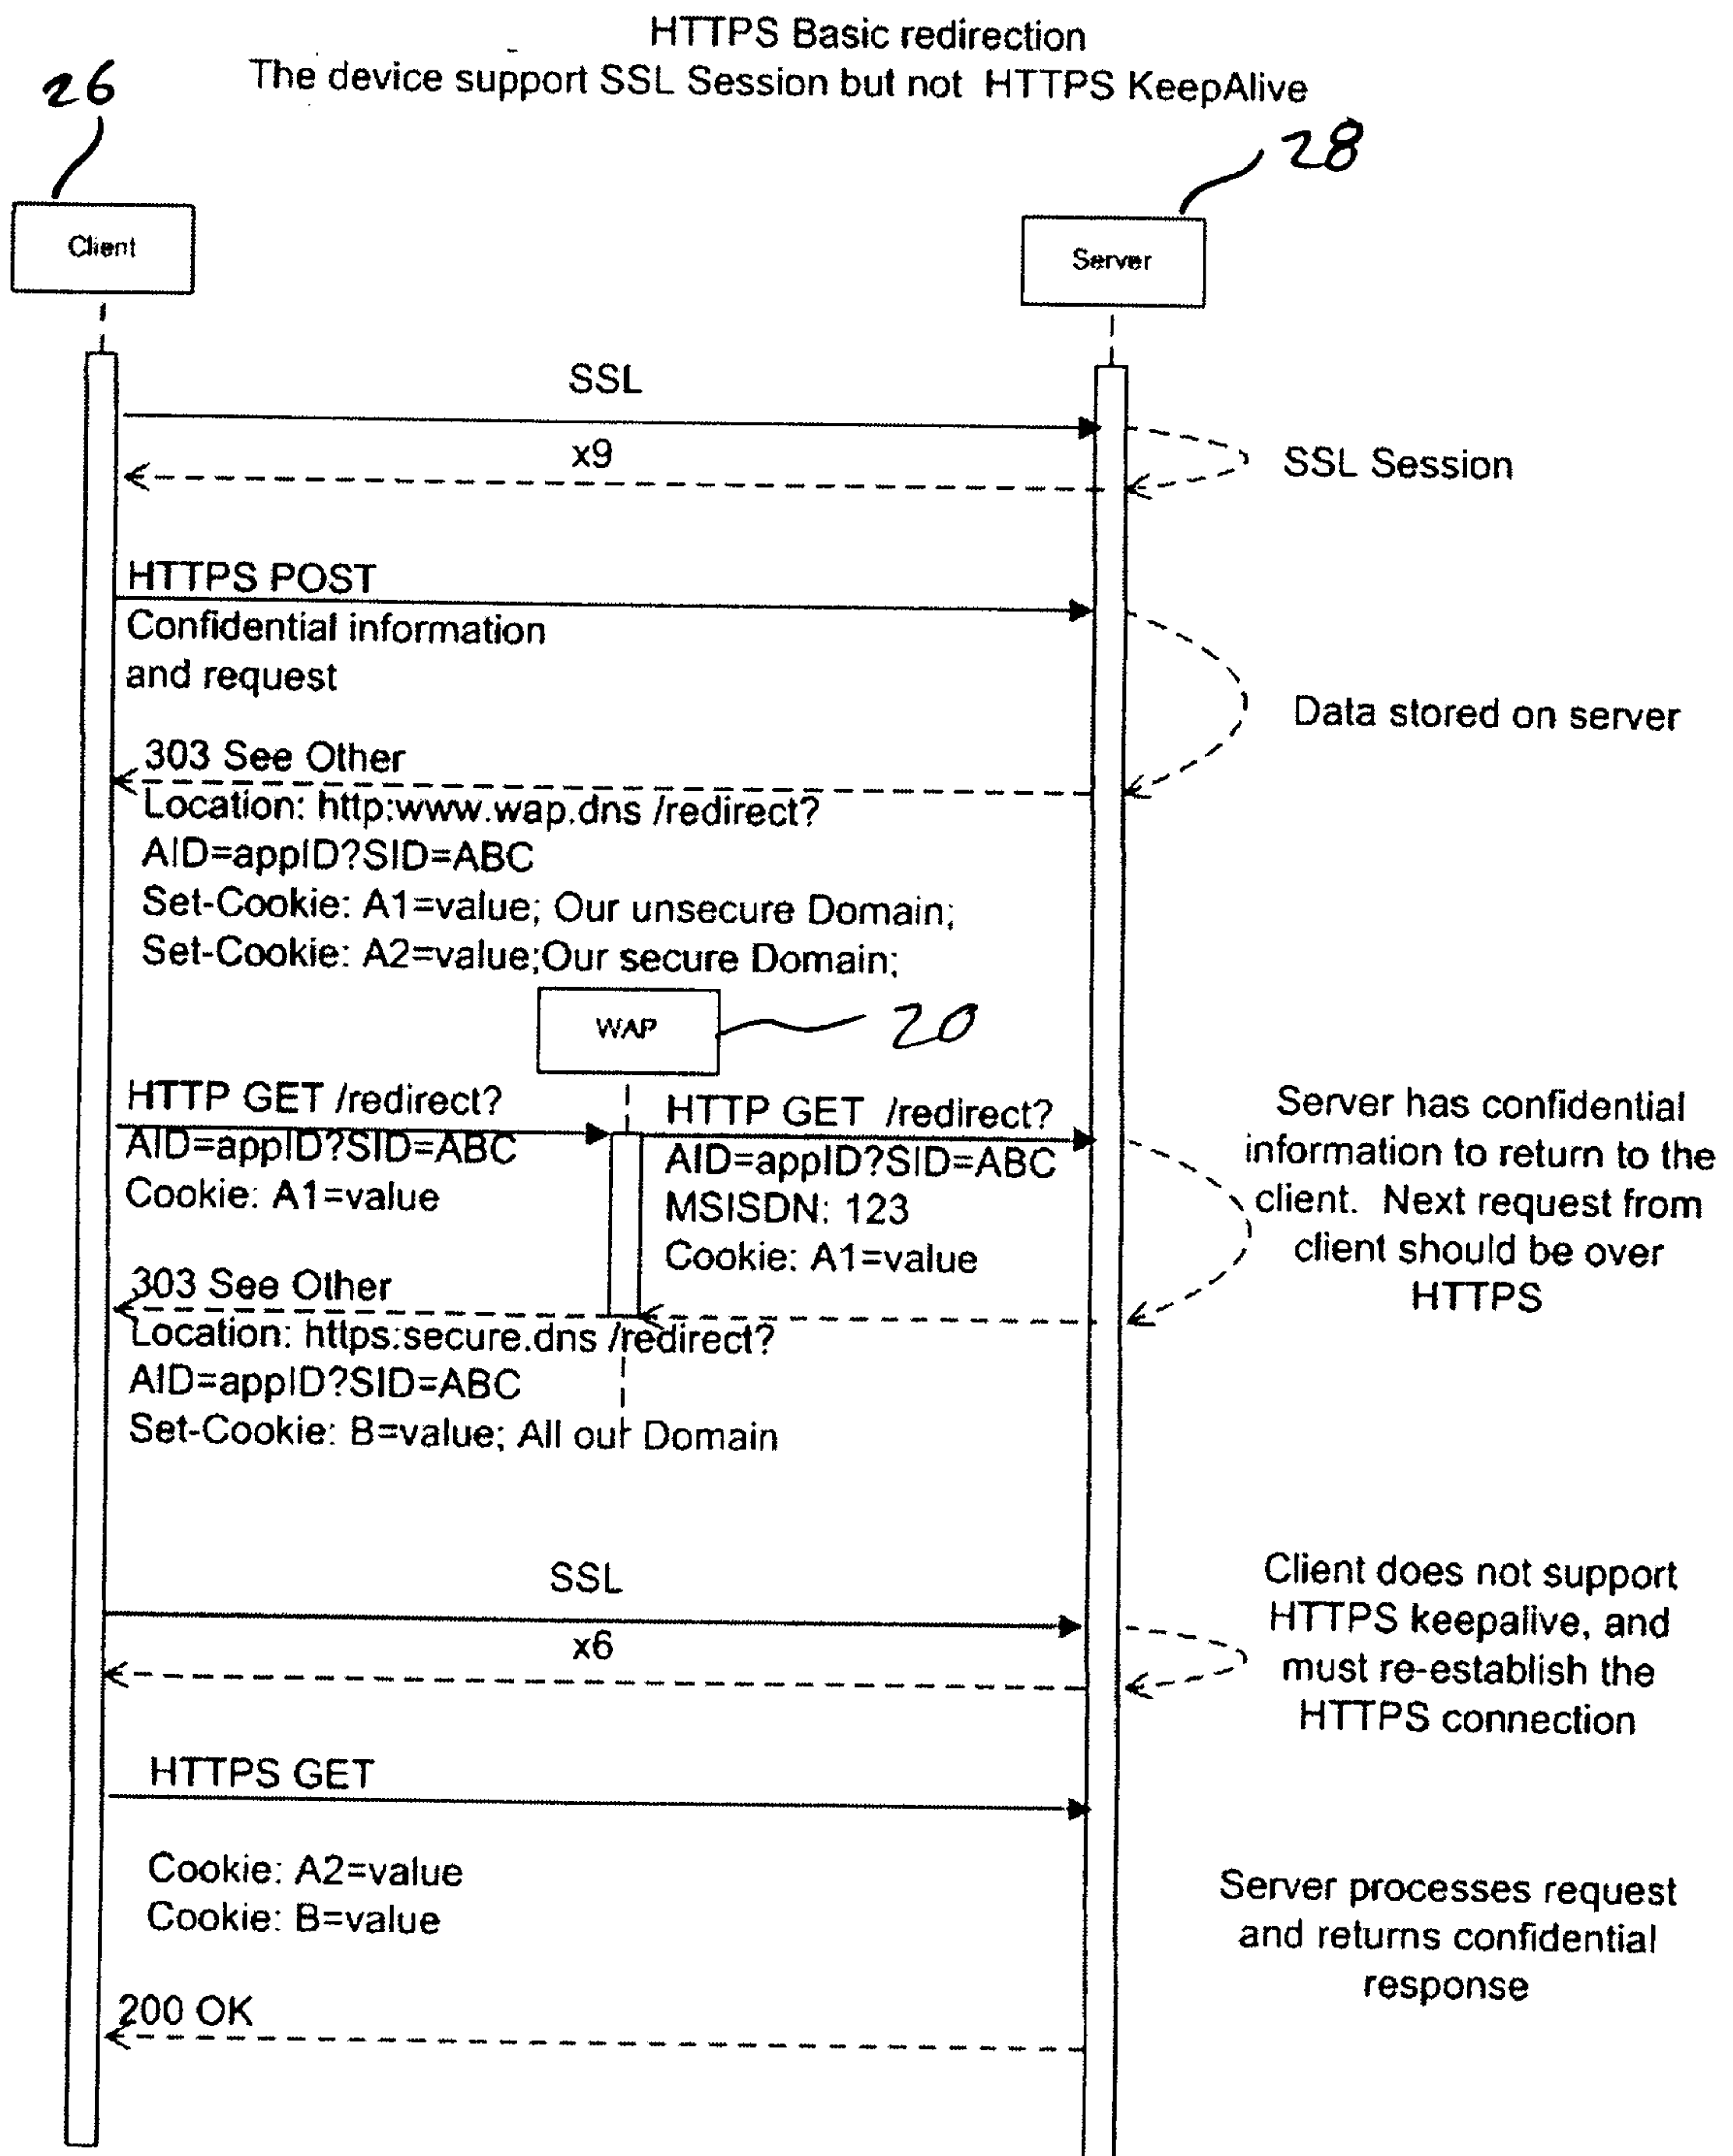 HTTPS Basic redirection
The device support SSL Session but not HTTPS KeepAlive
26
28
Client
Server
SSL
x9
SSL Session
HTTPS POST
Confidential information
and request
Data stored on server
303 See Other
Location: http:www.wap.dns /redirect?
AID=appID?SID=ABC
Set-Cookie: A1=value; Our unsecure Domain;
Set-Cookie: A2=value;Our secure Domain;
WAP
20
HTTP GET /redirect?
AID=appID?SID=ABC
Cookie: A1=value
HTTP GET /redirect?
AID=appID?SID=ABC
MSISDN: 123
Cookie: A1=value
Server has confidential
information to return to the
client. Next request from
client should be over
HTTPS
303 See Other
Location: https:secure.dns /redirect?
AID=appID?SID=ABC
Set-Cookie: B=value; All our Domain
SSL
x6
Client does not support
HTTPS keepalive, and
must re-establish the
HTTPS connection
HTTPS GET
Cookie: A2=value
Cookie: B=value
Server processes request
and returns confidential
response
200 OK